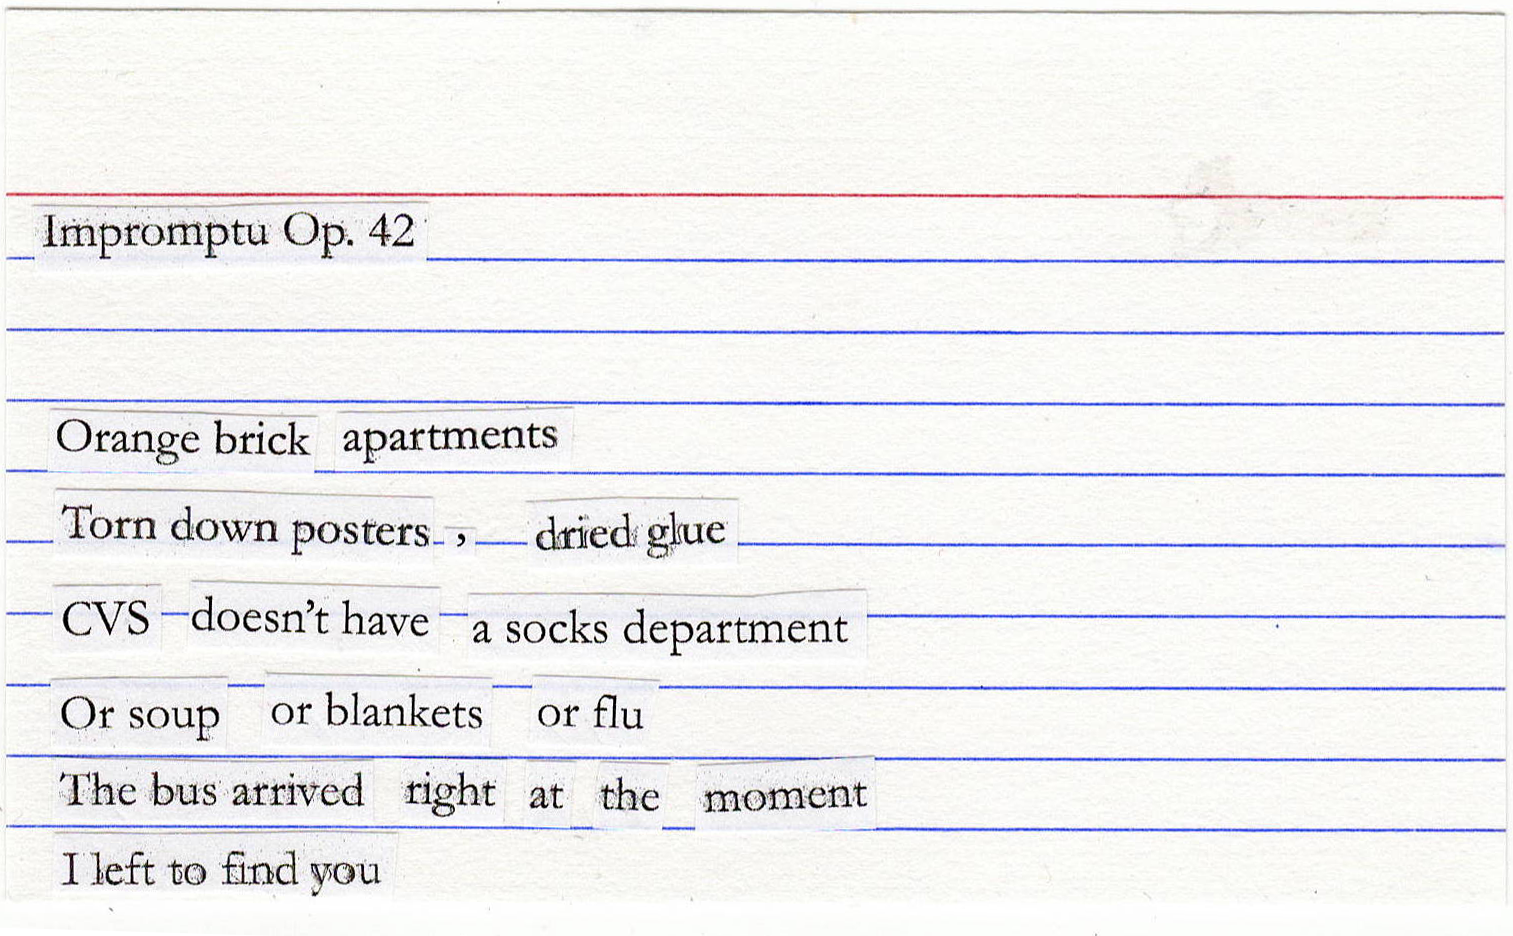 Impromptu Op. 42
Orange brick apartments
Torn down posters, dried glue
CVS doesn't have a socks department
Or soup or blankets or flu
The bus arrived right at the moment
I left to find you